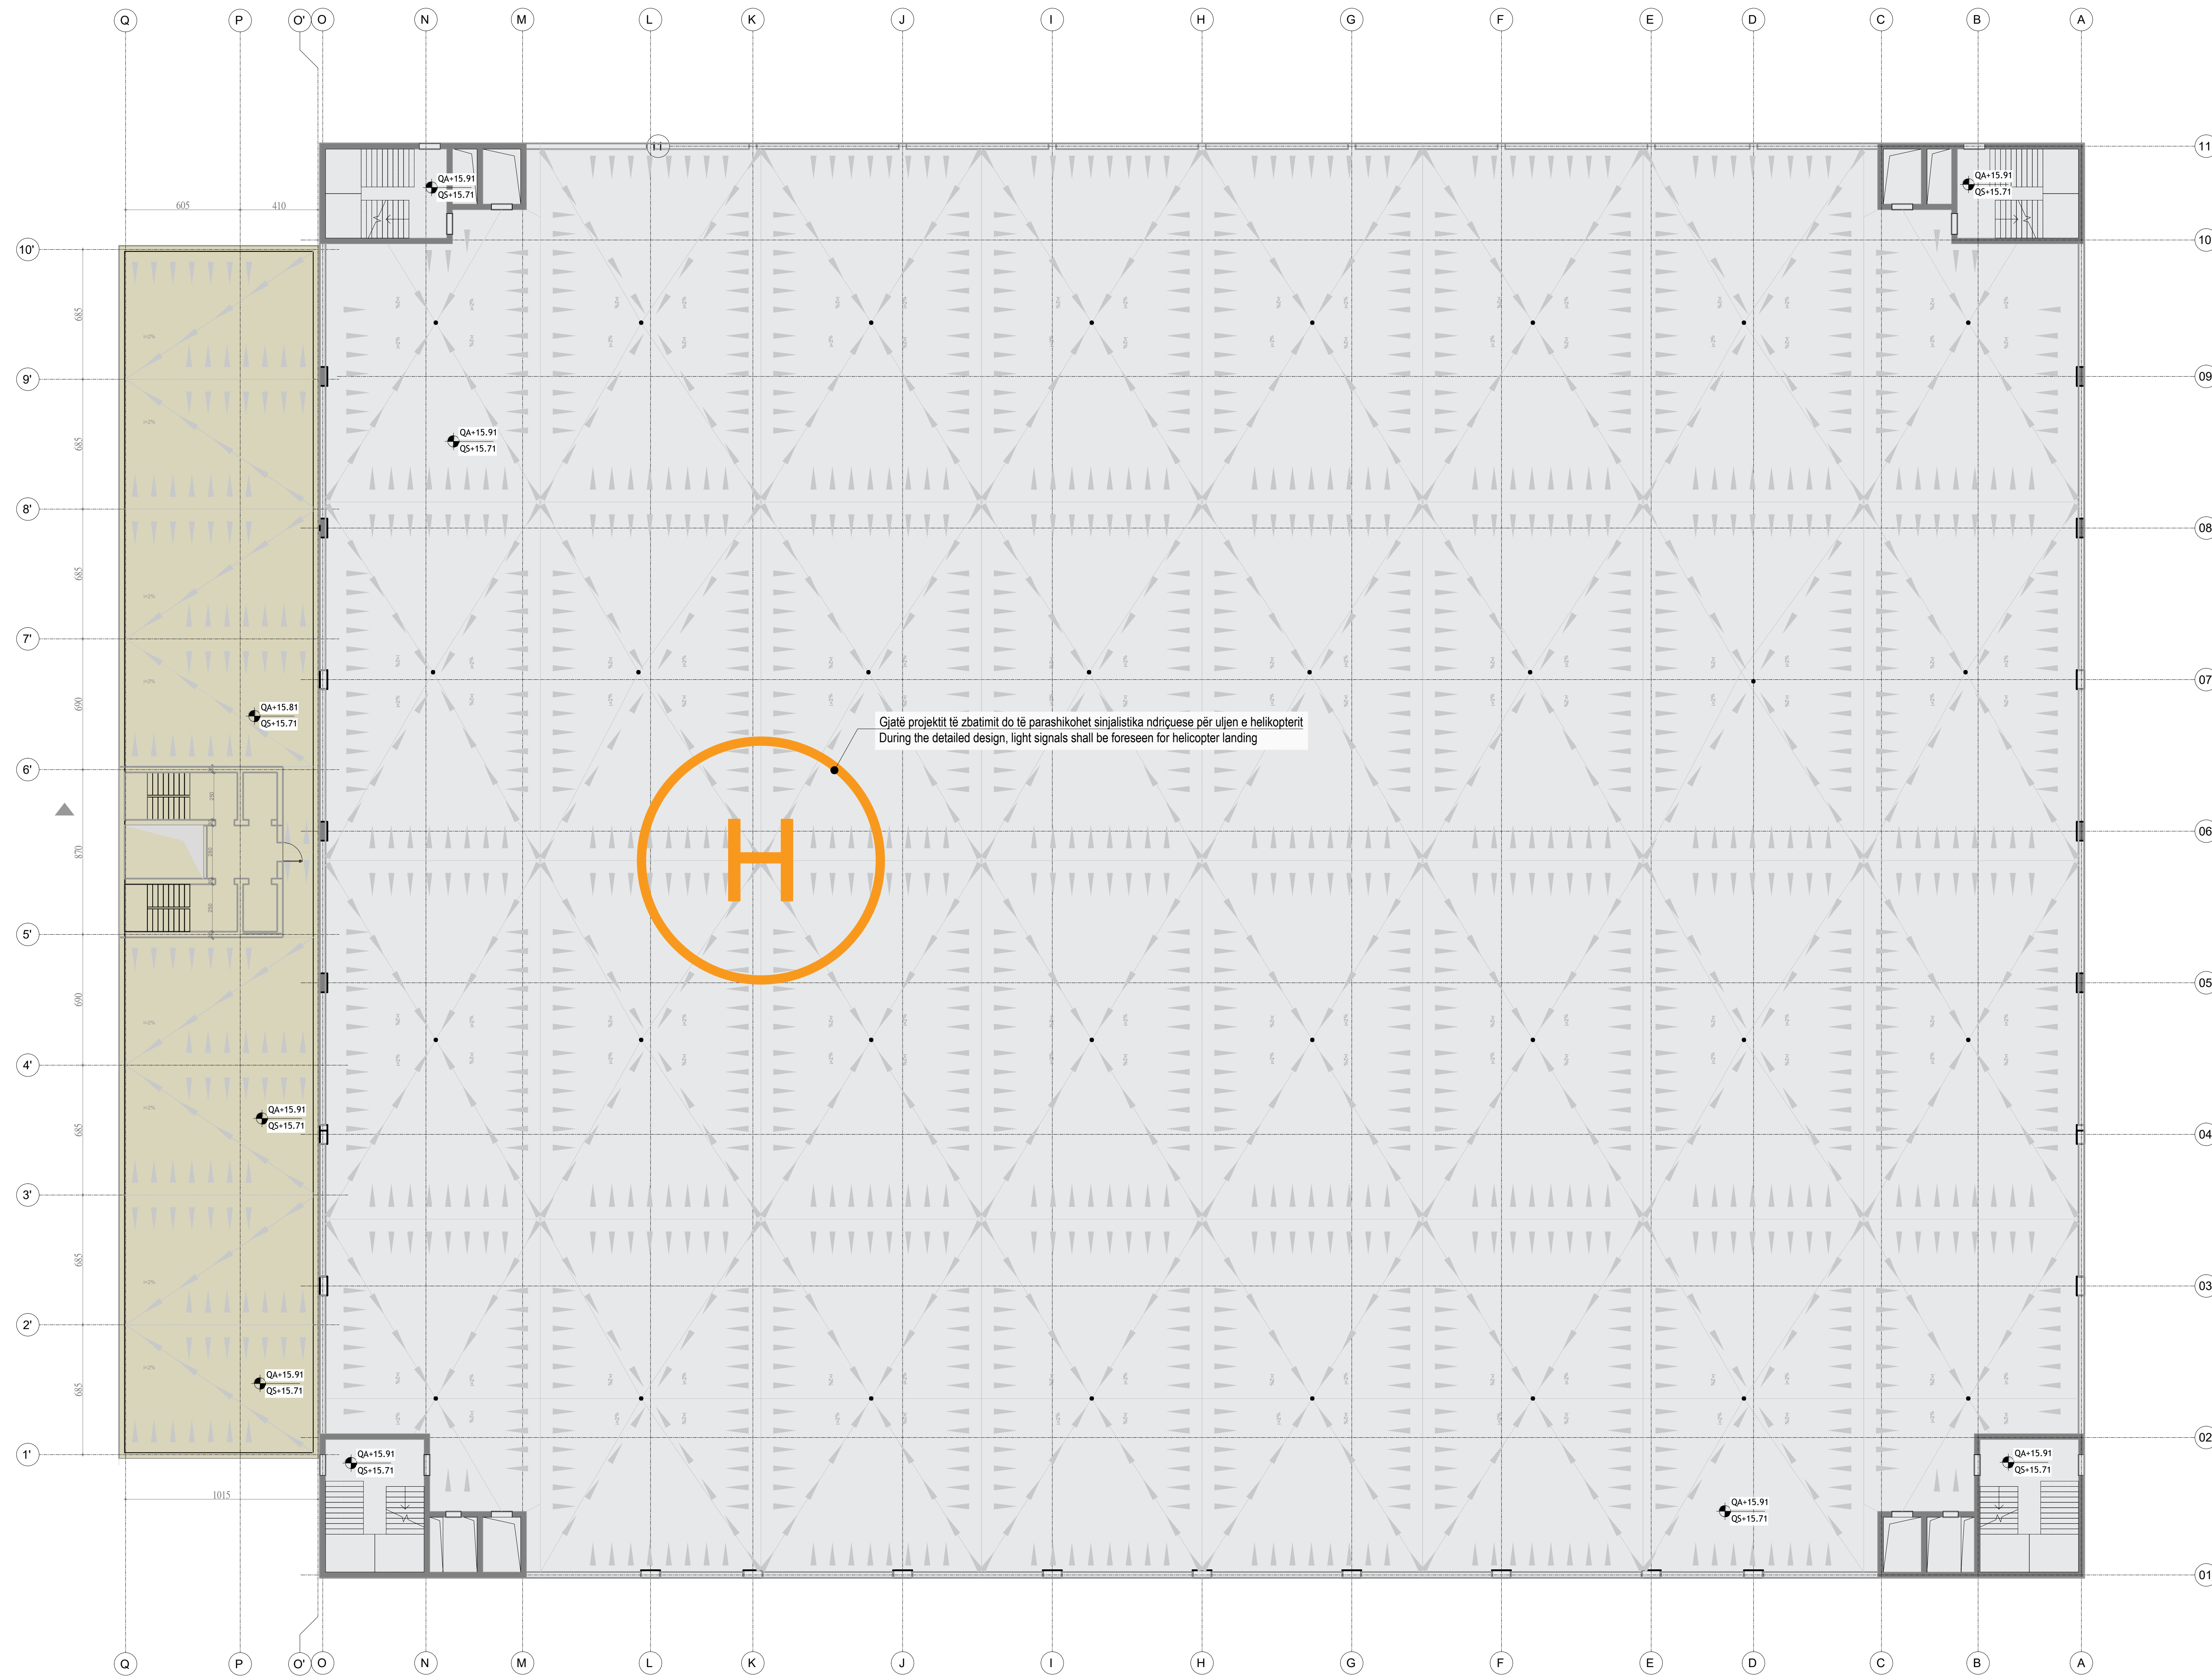 Q P O' O N M L K J I H G F E D C B A
11
11
QA+15.91
QS+15.71
QA+15.91
QS+15.71
605 410
10'
10
685
9'
09
QA+15.91
QS+15.71
685
8'
08
685
7'
07
690
QA+15.81
QS+15.71
Gjatë projektit të zbatimit do të parashikohet sinjalistika ndriçuese për uljen e helikopterit
During the detailed design, light signals shall be foreseen for helicopter landing
6'
06
870
H
5'
05
690
4'
QA+15.91
QS+15.71
685
04
3'
685
03
2'
QA+15.91
QS+15.71
685
02
1'
QA+15.91
QS+15.71
QA+15.91
QS+15.71
1015
QA+15.91
QS+15.71
01
Q P O' O N M L K J I H G F E D C B A